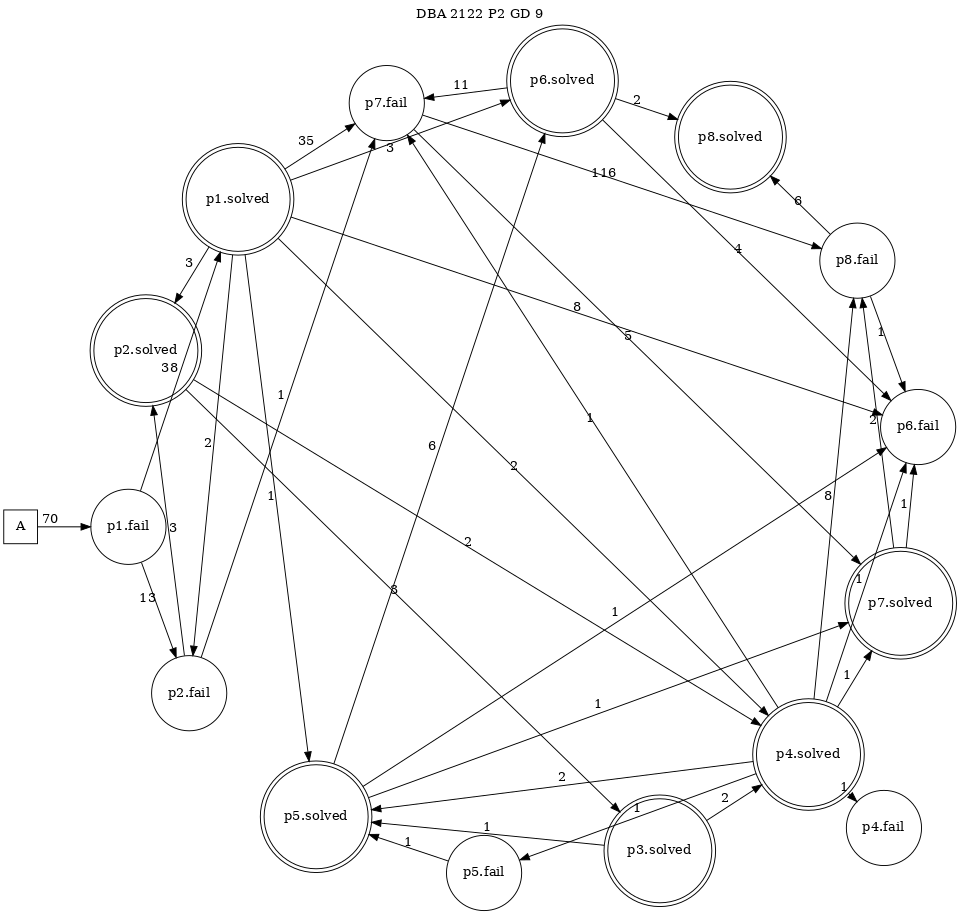 DBA 2122 P2 GD 9
p6.solved
11
p7.fail
2
p8.solved
35
3
116
p1.solved
6
4
p8.fail
3
8
5
1
p2.solved
38
1
1
2
p6.fail
2
2
1
6
8
1
A
70
p1.fail
3
2
1
3
13
1
p7.solved
1
p2.fail
1
1
p4.solved
2
1
2
1
p5.solved
1
p4.fail
1
p3.solved
p5.fail